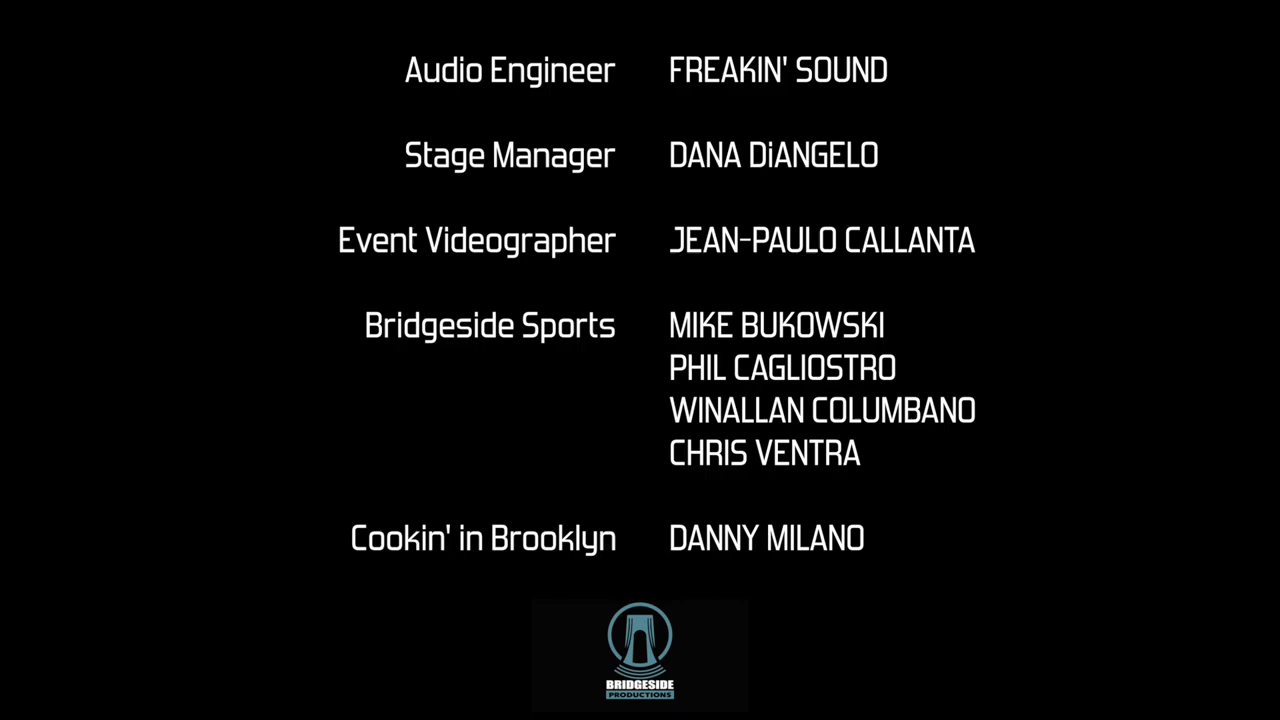 Audio Engineer FREAKIN' SOUND
Stage Manager DANA DiANGELO
Event Videographer JEAN-PAULO CALLANTA
Bridgeside Sports MIKE BUKOWSKI
PHIL CAGLIOSTRO
WINALLAN COLUMBANO
CHRIS VENTRA
Cookin' in Brooklyn DANNY MILANO
BRIDGESIDE
PRODUCTIONS